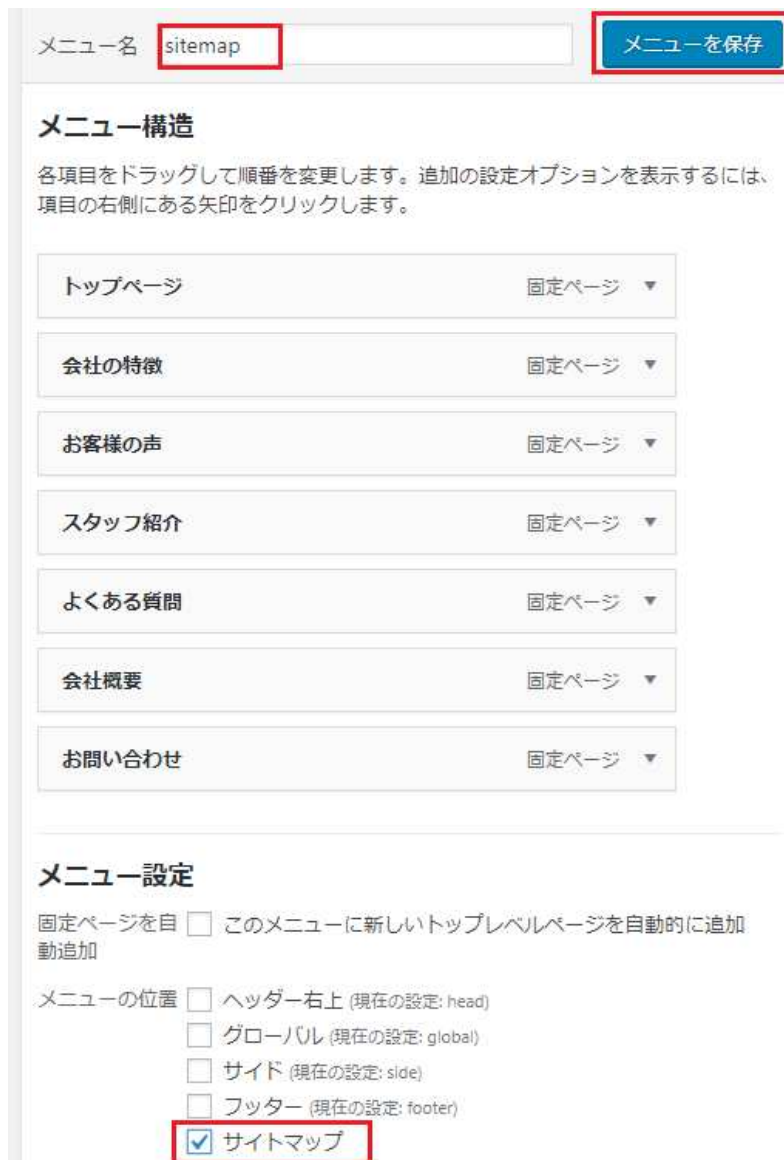 メニュー名 sitemap メニューを保存
メニュー構造
各項目をドラッグして順番を変更します。追加の設定オプションを表示するには、
項目の右側にある矢印をクリックします。
トップページ 固定ページ ▼
会社の特徴 固定ページ ▼
お客様の声 固定ページ ▼
スタッフ紹介 固定ページ ▼
よくある質問 固定ページ ▼
会社概要 固定ページ ▼
お問い合わせ 固定ページ ▼
メニュー設定
固定ページを自動追加 このメニューに新しいトップレベルページを自動的に追加
メニューの位置 ヘッダー右上 (現在の設定: head)
グローバル (現在の設定: global)
サイド (現在の設定: side)
フッター (現在の設定: footer)
サイトマップ